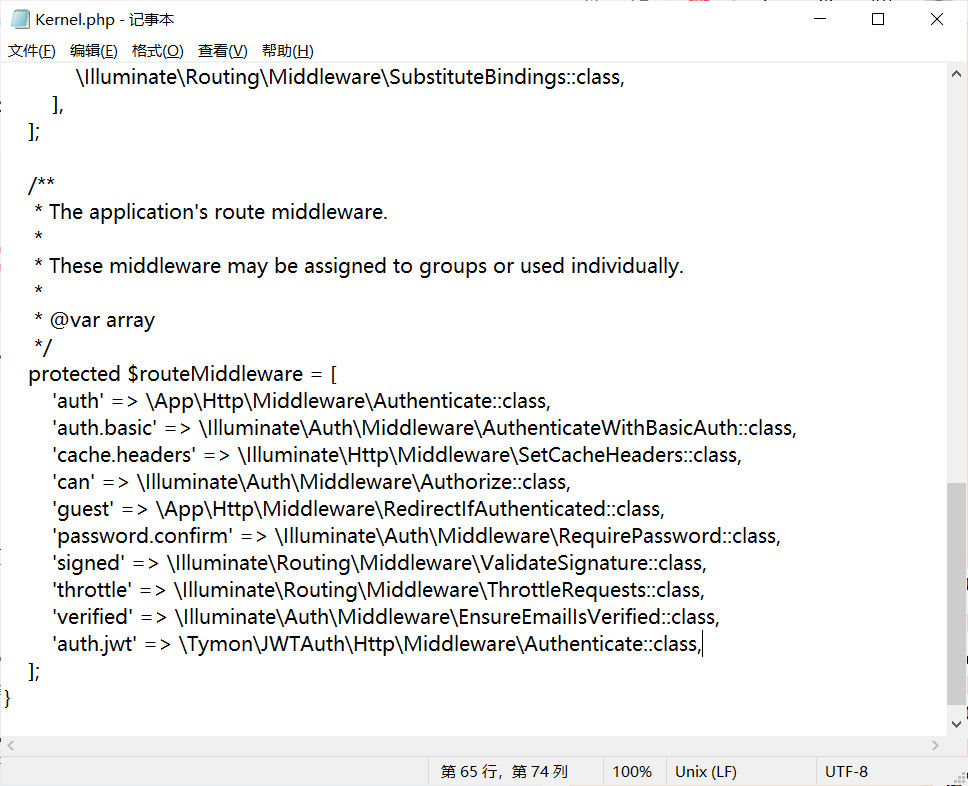 Kernel.php - 记事本
文件(F) 编辑(E) 格式(O) 查看(V) 帮助(H)
\Illuminate\Routing\Middleware\SubstituteBindings::class,
],
];
/**
* The application's route middleware.
*
* These middleware may be assigned to groups or used individually.
*
* @var array
*/
protected $routeMiddleware = [
'auth' => \App\Http\Middleware\Authenticate::class,
'auth.basic' => \Illuminate\Auth\Middleware\AuthenticateWithBasicAuth::class,
'cache.headers' => \Illuminate\Http\Middleware\SetCacheHeaders::class,
'can' => \Illuminate\Auth\Middleware\Authorize::class,
'guest' => \App\Http\Middleware\RedirectIfAuthenticated::class,
'password.confirm' => \Illuminate\Auth\Middleware\RequirePassword::class,
'signed' => \Illuminate\Routing\Middleware\ValidateSignature::class,
'throttle' => \Illuminate\Routing\Middleware\ThrottleRequests::class,
'verified' => \Illuminate\Auth\Middleware\EnsureEmailIsVerified::class,
'auth.jwt' => \Tymon\JWTAuth\Http\Middleware\Authenticate::class,
];
}
第 65 行，第 74 列 100% Unix (LF) UTF-8